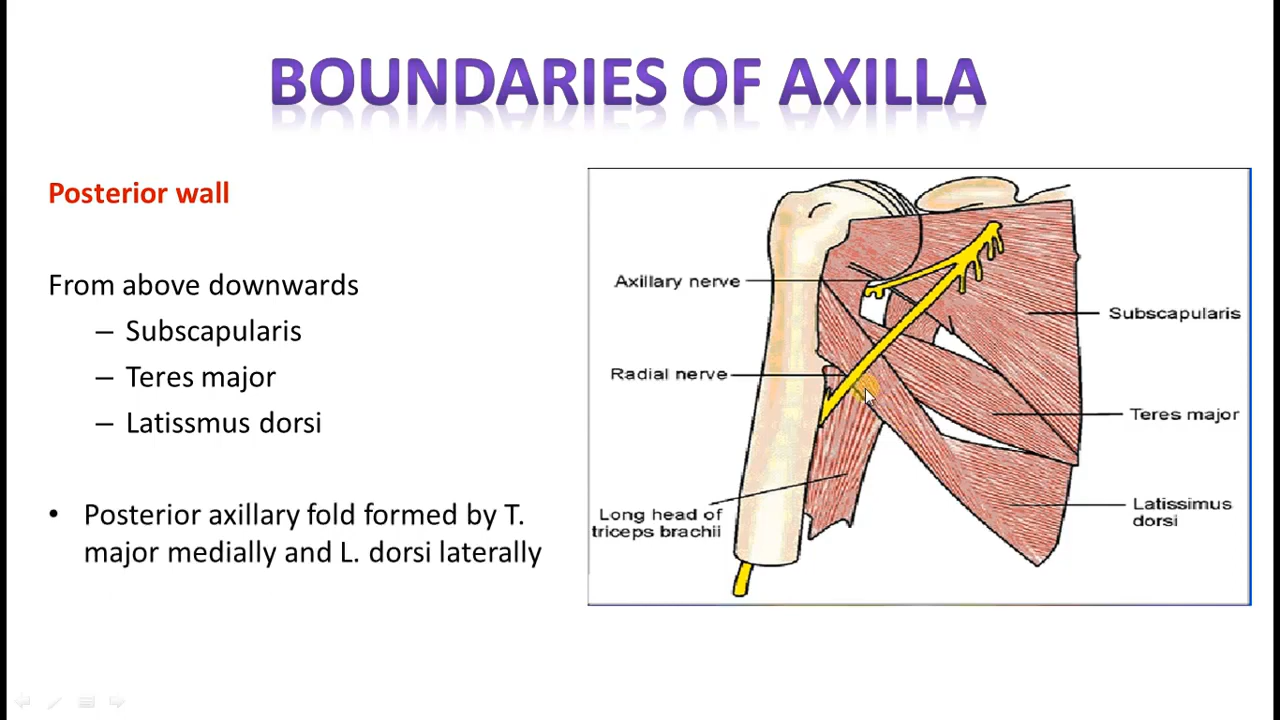 BOUNDARIES OF AXILLA
Posterior wall
From above downwards
– Subscapularis
– Teres major
– Latissmus dorsi
• Posterior axillary fold formed by T.
major medially and L. dorsi laterally
Axillary nerve
Radial nerve
Long head of
triceps brachii
Subscapularis
Teres major
Latissimus
dorsi